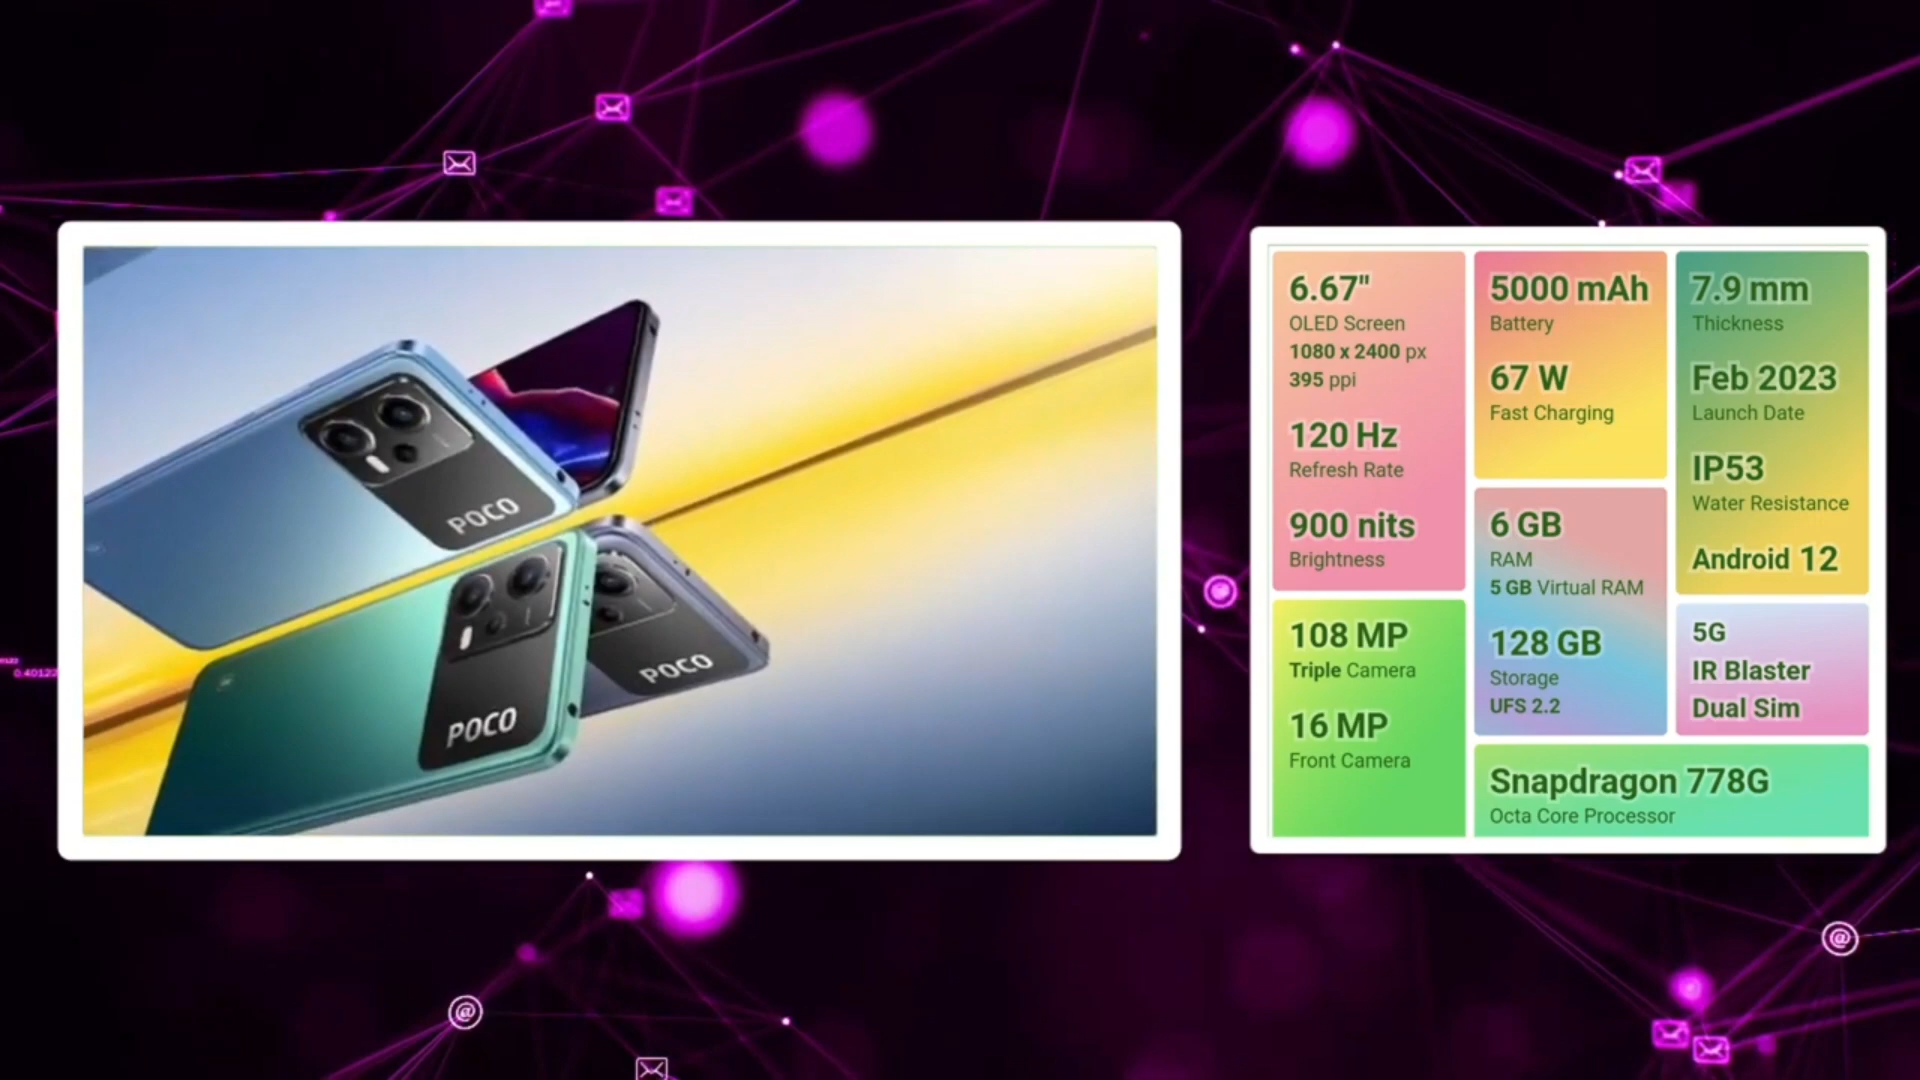 POCO
POCO
POCO
6.67"
OLED Screen
1080 x 2400 px
395 ppi
120 Hz
Refresh Rate
900 nits
Brightness
108 MP
Triple Camera
16 MP
Front Camera
5000 mAh
Battery
67 W
Fast Charging
6 GB
RAM
5 GB Virtual RAM
128 GB
Storage
UFS 2.2
7.9 mm
Thickness
Feb 2023
Launch Date
IP53
Water Resistance
Android 12
5G
IR Blaster
Dual Sim
Snapdragon 778G
Octa Core Processor
0.40122
@
@